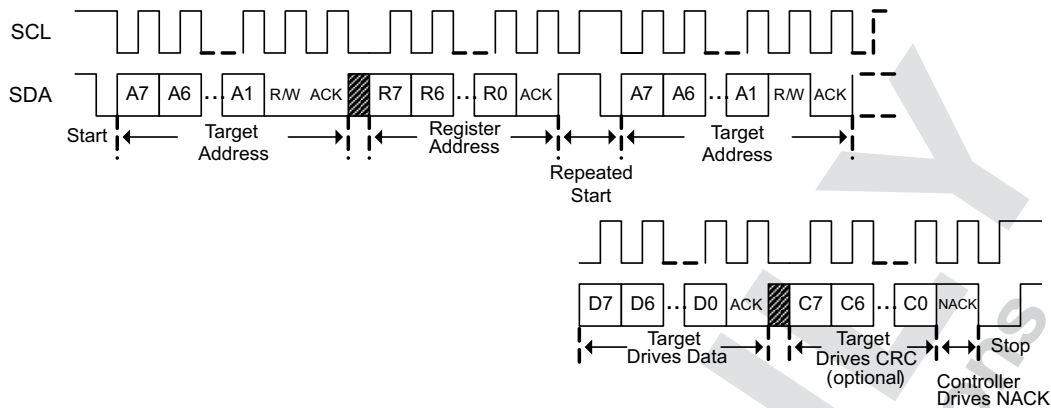 SCL
SDA A7 A6 ... A1 R/W ACK R7 R6 ... R0 ACK A7 A6 ... A1 R/W ACK
Start Target Address Register Address Repeated Start Target Address
D7 D6 ... D0 ACK C7 C6 ... C0 NACK
Target Drives Data Target Drives CRC (optional) Stop
Controller Drives NACK